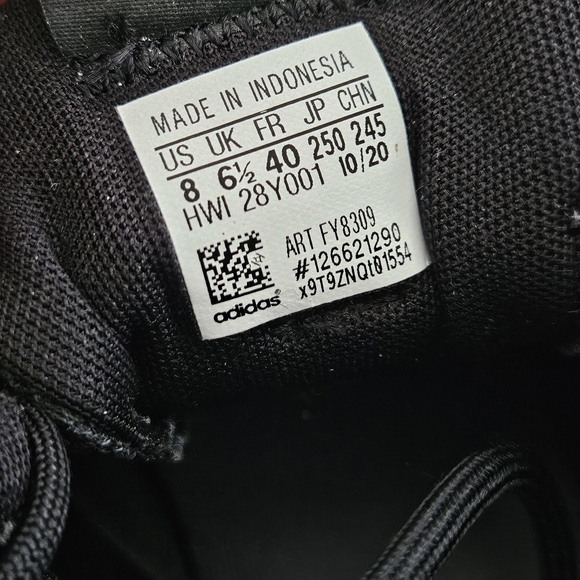 MADE IN INDONESIA
US UK FR JP CHN
8 6½ 40 250 245
HWI 28Y001 10/20
ART FY8309
#126621290
x9T9ZNQt01554
adidas®